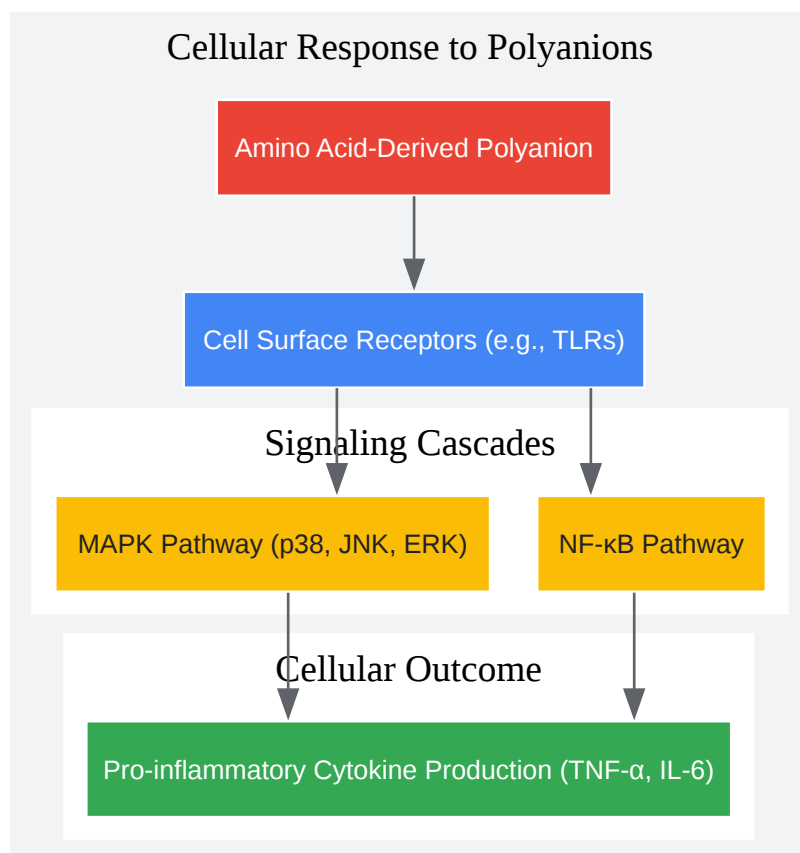 Cellular Response to Polyanions
Amino Acid-Derived Polyanion
Cell Surface Receptors (e.g., TLRs)
Signaling Cascades
MAPK Pathway (p38, JNK, ERK)
NF-κB Pathway
Cellular Outcome
Pro-inflammatory Cytokine Production (TNF-α, IL-6)